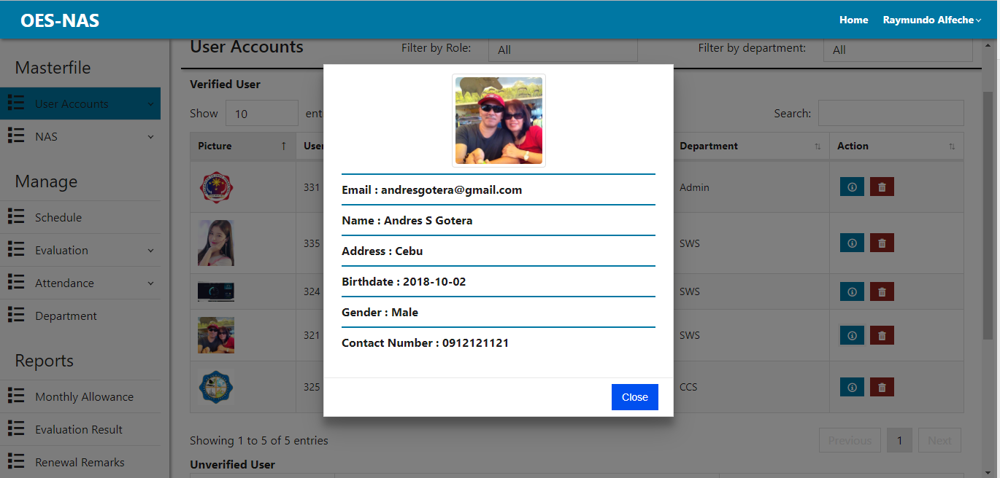 OES-NAS
Home Raymundo Alfeche
Masterfile
User Accounts
NAS
Manage
Schedule
Evaluation
Attendance
Department
Reports
Monthly Allowance
Evaluation Result
Renewal Remarks
User Accounts Filter by Role: All Filter by department: All
Verified User
Show 10 Search:
Picture Department Action
331 Admin
335 SWS
324 SWS
321 SWS
325 CCS
Showing 1 to 5 of 5 entries Previous 1 Next
Unverified User
Email : andresgotera@gmail.com
Name : Andres S Gotera
Address : Cebu
Birthdate : 2018-10-02
Gender : Male
Contact Number : 0912121121
Close